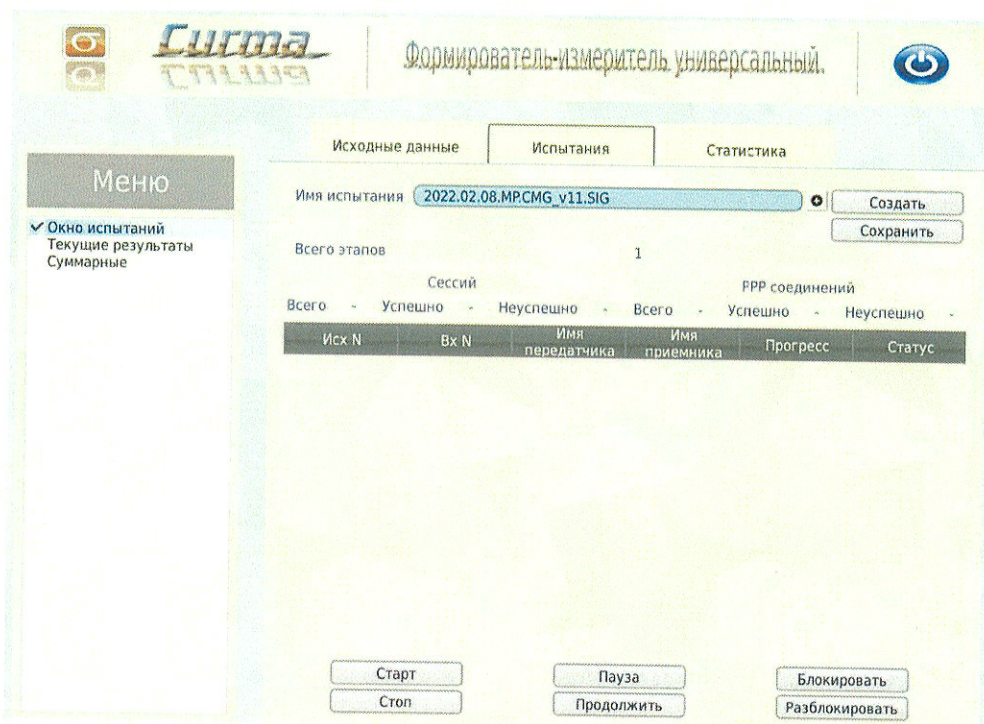 σ Сигта
Формирователь-измеритель универсальный.
Исходные данные Испытания Статистика
Меню
✓ Окно испытаний
Текущие результаты
Суммарные
Имя испытания 2022.02.08.MP.CMG_v11.SIG Создать
Сохранить
Всего этапов 1
Сессий PPP соединений
Всего - Успешно - Неуспешно - Всего - Успешно - Неуспешно -
Исх N Вх N Имя передатчика Имя приемника Прогресс Статус
Старт Пауза Блокировать
Стоп Продолжить Разблокировать